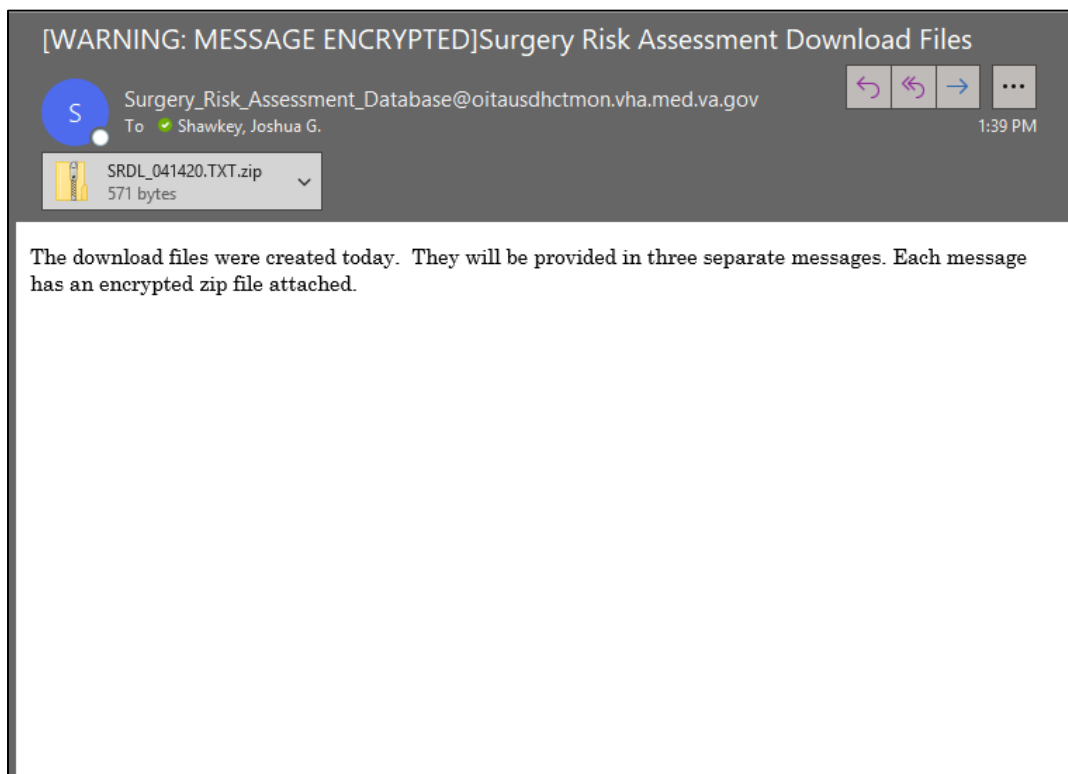 [WARNING: MESSAGE ENCRYPTED]Surgery Risk Assessment Download Files
S
Surgery_Risk_Assessment_Database@oitausdhctmon.vha.med.va.gov
To Shawkey, Joshua G.
1:39 PM
SRDL_041420.TXT.zip
571 bytes
The download files were created today. They will be provided in three separate messages. Each message
has an encrypted zip file attached.